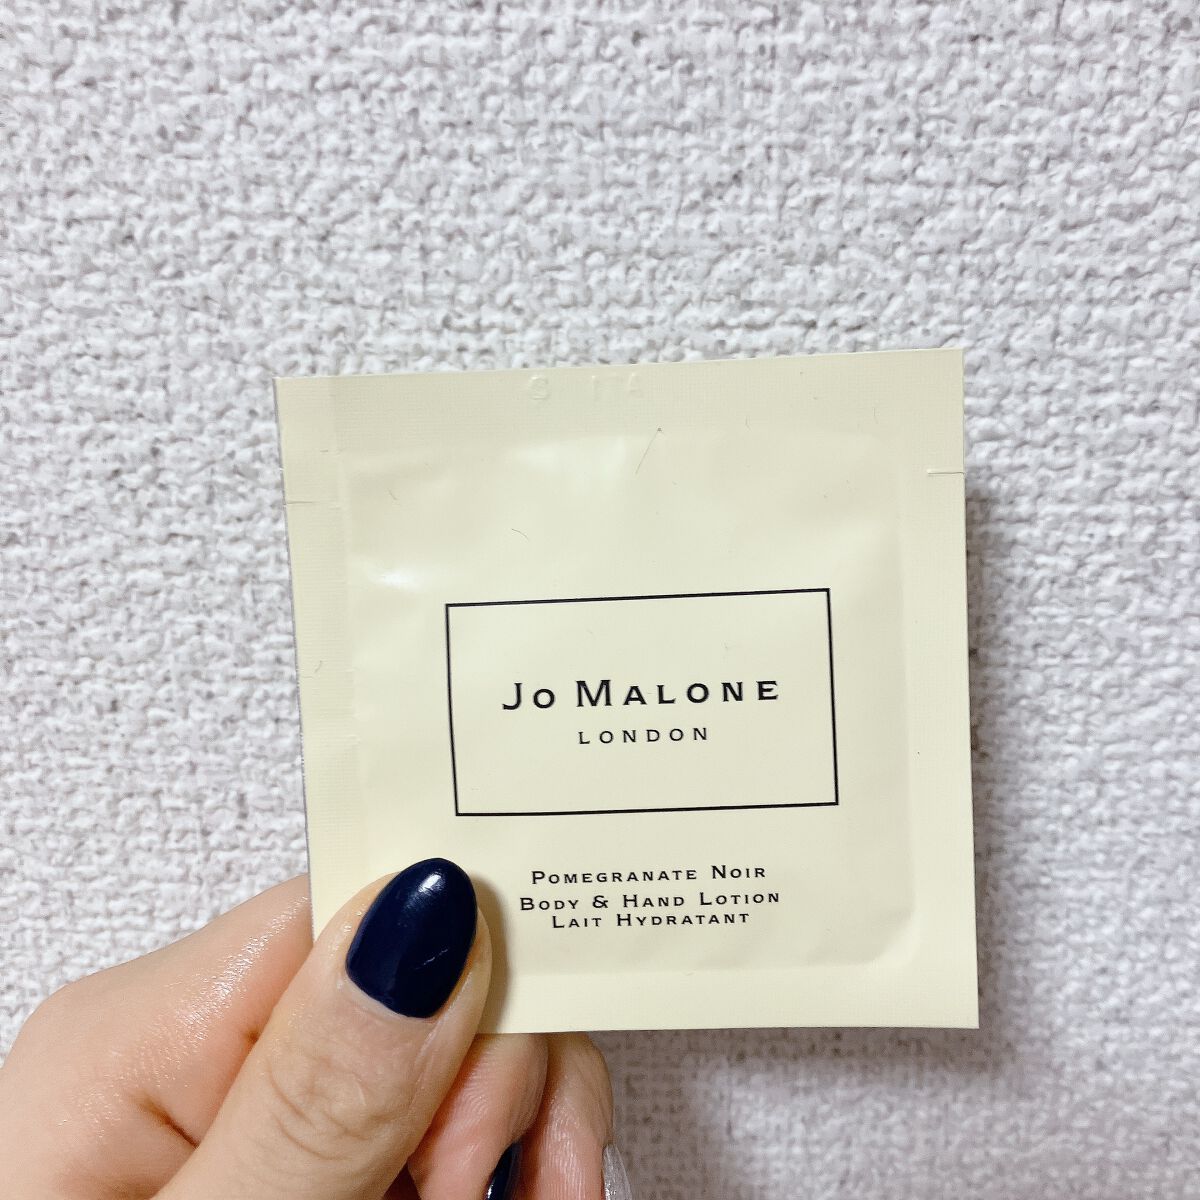 Jo Malone
LONDON
Pomegranate Noir
Body & Hand Lotion
Lait Hydratant